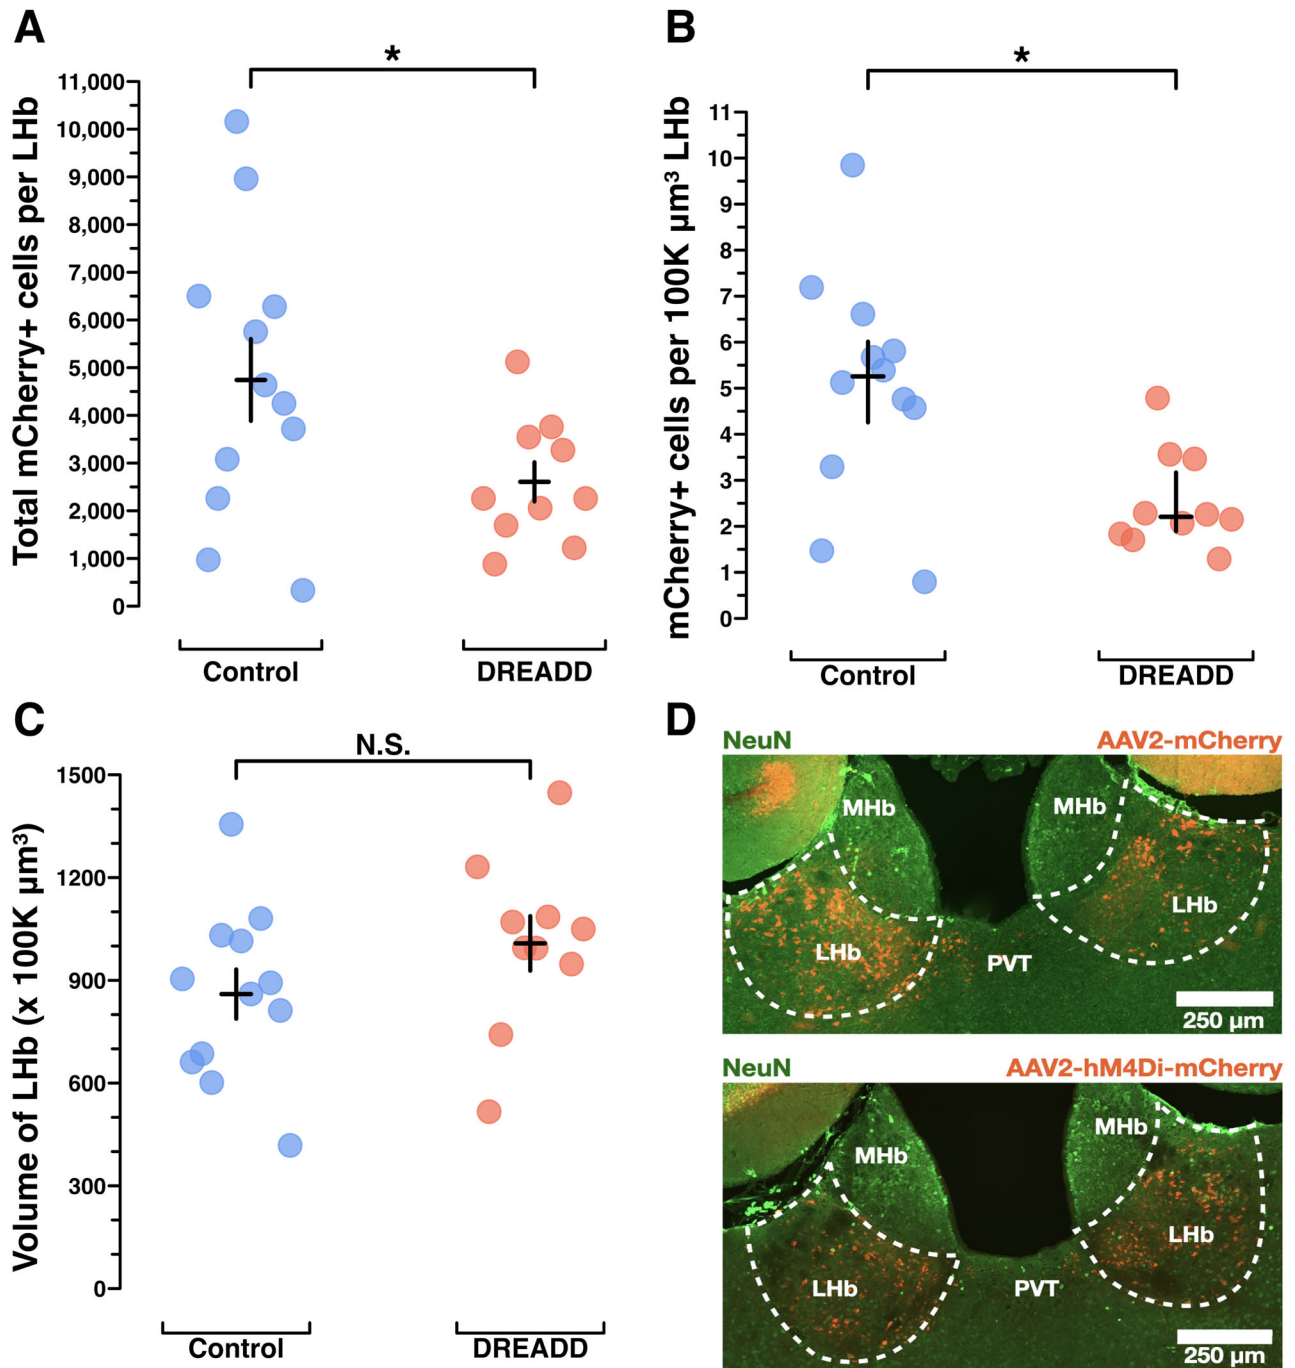 A
*
Total mCherry+ cells per LHb
11,000
10,000
9,000
8,000
7,000
6,000
5,000
4,000
3,000
2,000
1,000
0
Control
DREADD
B
*
mCherry+ cells per 100K µm³ LHb
11
10
9
8
7
6
5
4
3
2
1
0
Control
DREADD
C
N.S.
Volume of LHb (x 100K µm³)
1500
1200
900
600
300
0
Control
DREADD
D
NeuN
AAV2-mCherry
MHb
MHb
LHb
LHb
PVT
250 µm
NeuN
AAV2-hM4Di-mCherry
MHb
MHb
LHb
LHb
PVT
250 µm